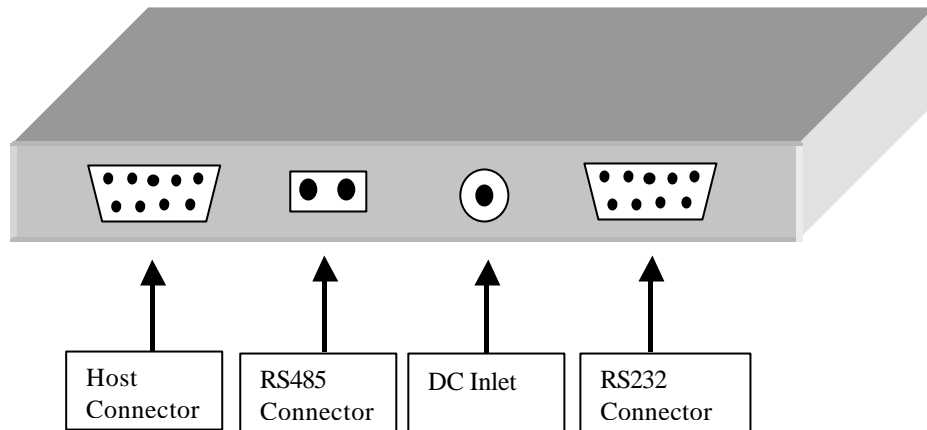 Host
Connector
RS485
Connector
DC Inlet
RS232
Connector